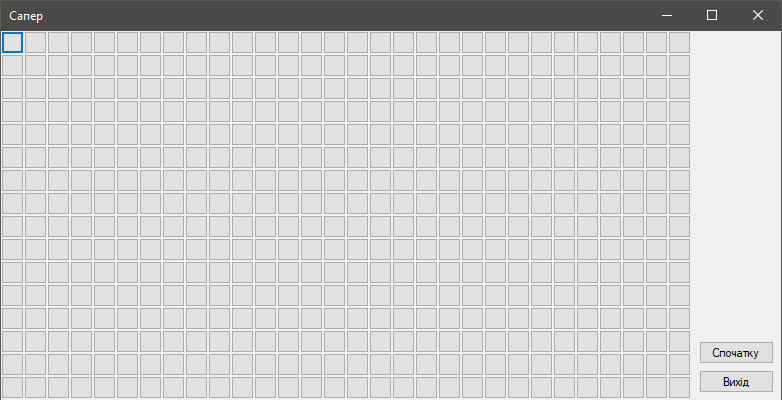 Сапер
Спочатку
Вихід